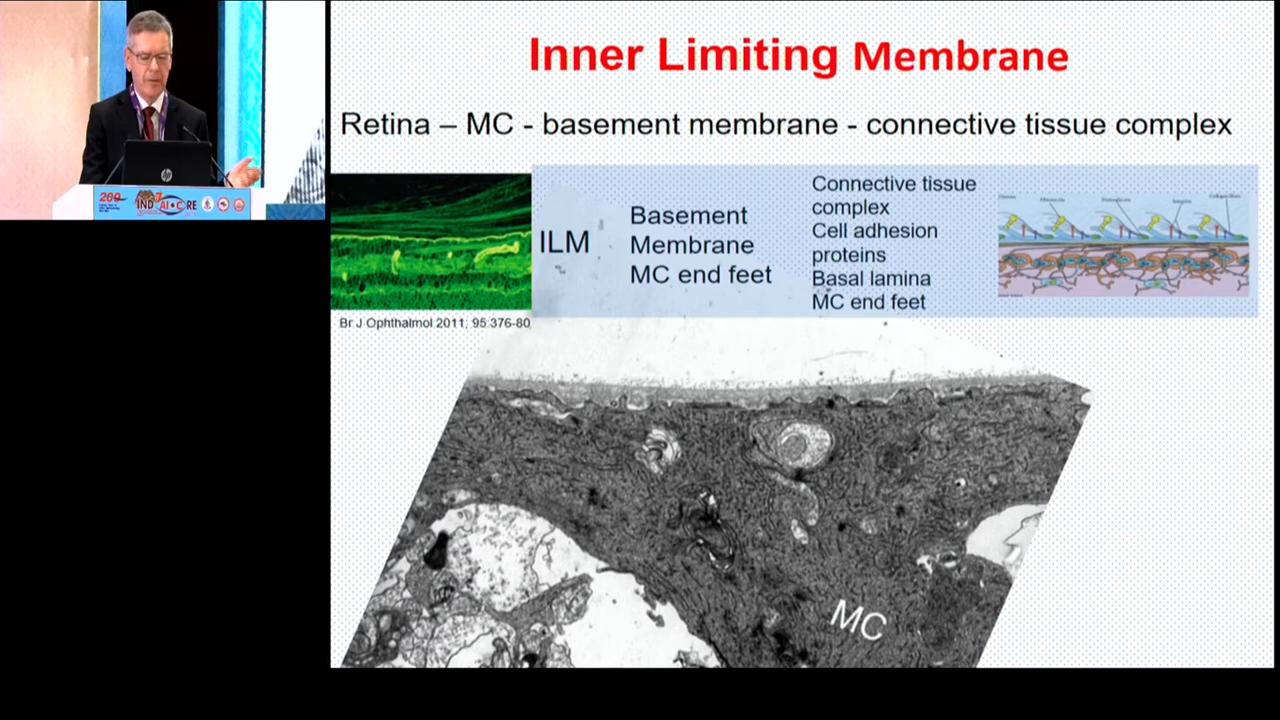 Inner Limiting Membrane
Retina – MC - basement membrane - connective tissue complex
ILM
Basement
Membrane
MC end feet
Connective tissue
complex
Cell adhesion
proteins
Basal lamina
MC end feet
Br J Ophthalmol 2011; 95:376-80
MC
hp